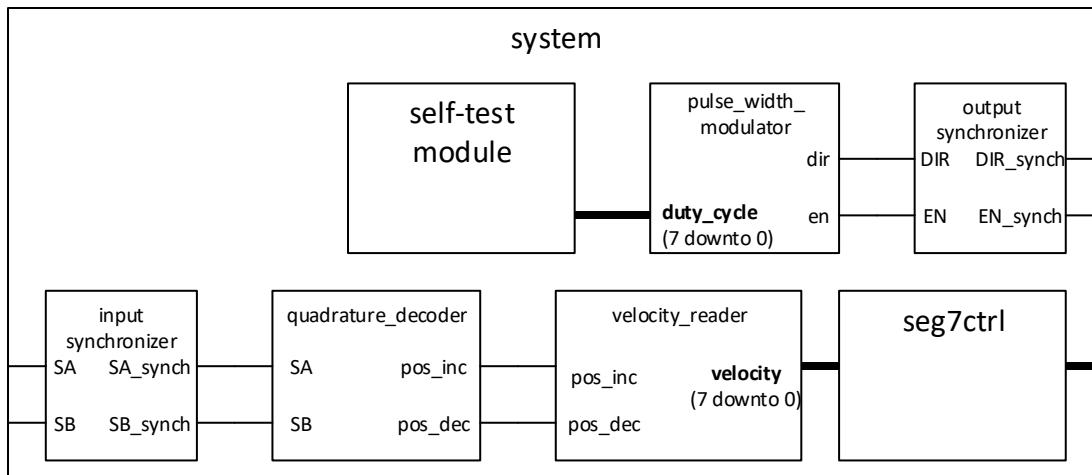 system
self-test
module
pulse_width_
modulator
dir
duty_cycle
en
(7 downto 0)
output
synchronizer
DIR DIR_synch
EN EN_synch
input
synchronizer
SA SA_synch
SB SB_synch
quadrature_decoder
SA pos_inc
SB pos_dec
velocity_reader
pos_inc
velocity
(7 downto 0)
pos_dec
seg7ctrl